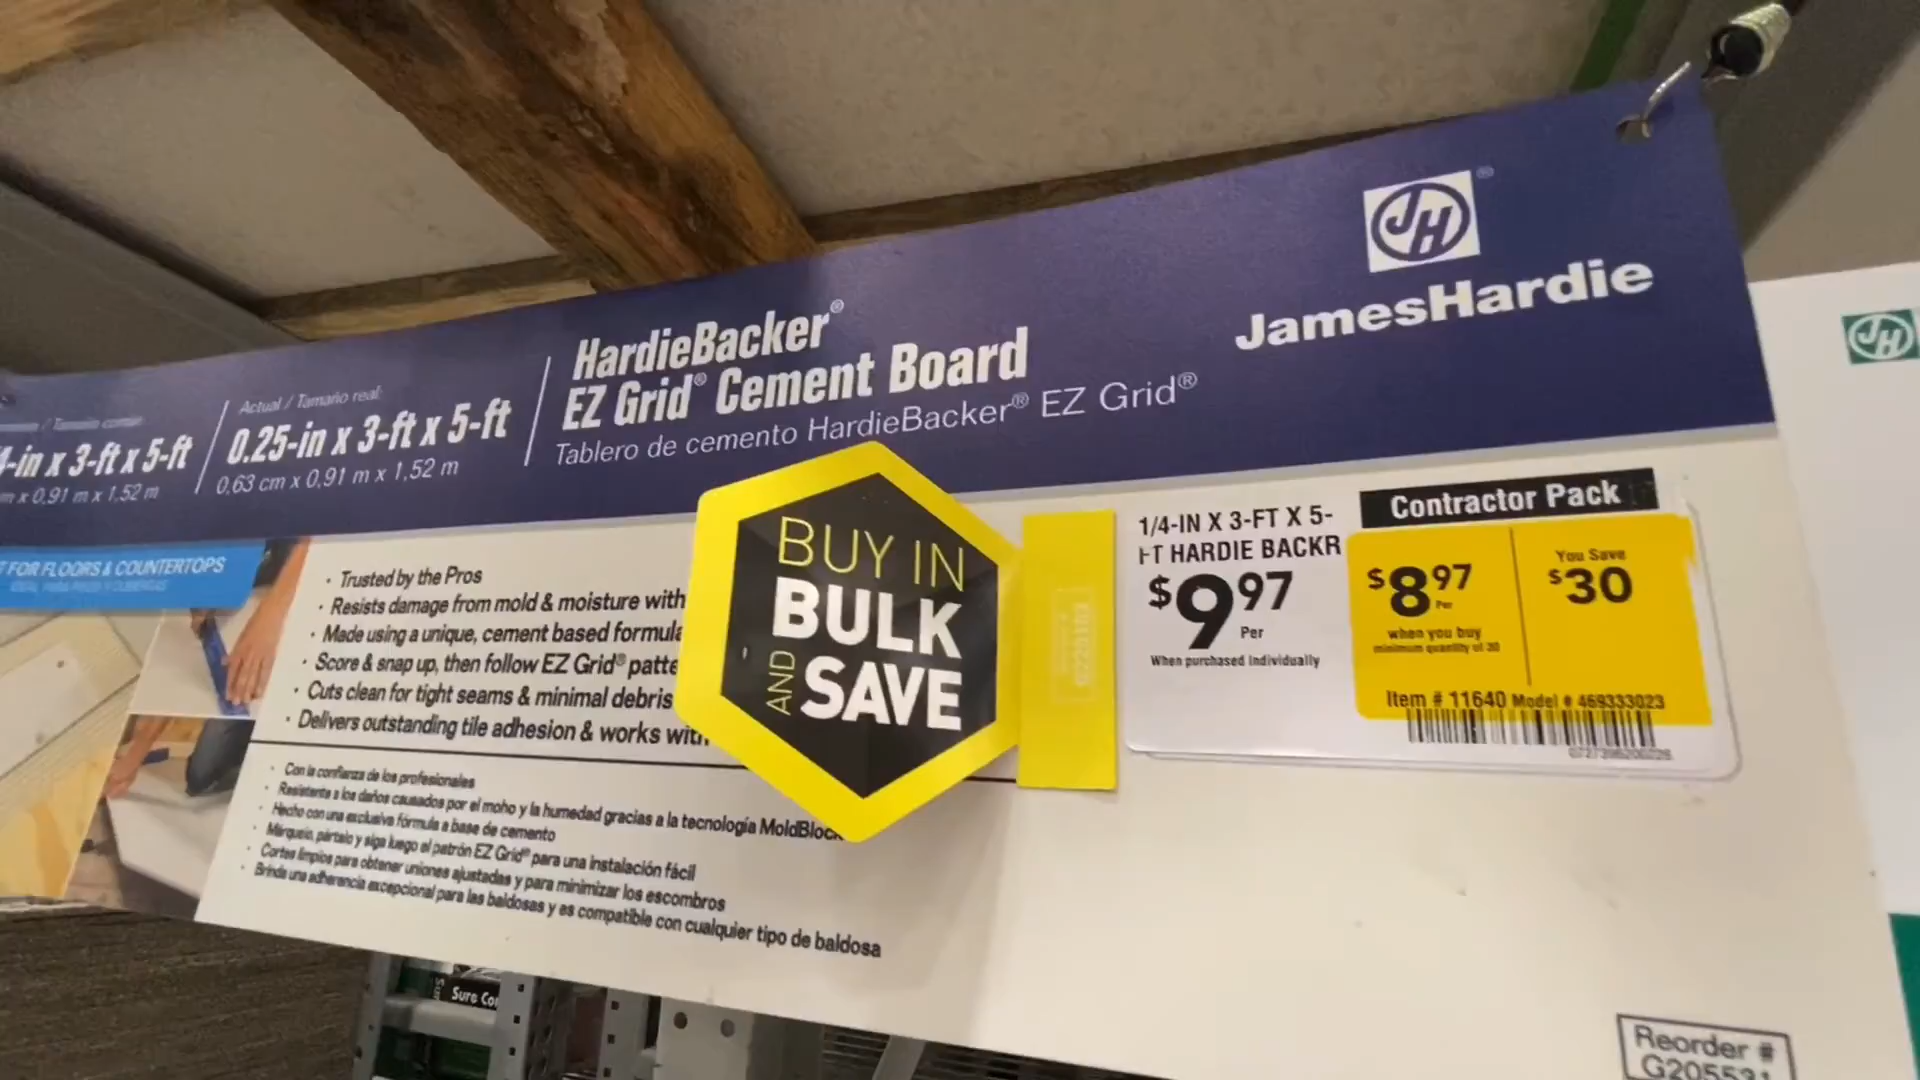 JH®
JamesHardie
HardieBacker®
EZ Grid® Cement Board
Tablero de cemento HardieBacker® EZ Grid®
Actual / Tamaño real:
0.25-in x 3-ft x 5-ft
0,63 cm x 0,91 m x 1,52 m
-in x 3-ft x 5-ft
m x 0,91 m x 1,52 m
JH
FOR FLOORS & COUNTERTOPS
· Trusted by the Pros
· Resists damage from mold & moisture with
· Made using a unique, cement based formula
· Score & snap up, then follow EZ Grid® patte
· Cuts clean for tight seams & minimal debris
· Delivers outstanding tile adhesion & works with
· Con la confianza de los profesionales
· Resistente a los daños causados por el moho y la humedad gracias a la tecnología MoldBlock
· Hecho con una exclusiva fórmula a base de cemento
· Márquelo, pártalo y siga luego el patrón EZ Grid® para una instalación fácil
· Cortes limpios para obtener uniones ajustadas y para minimizar los escombros
· Brinda una adherencia excepcional para las baldosas y es compatible con cualquier tipo de baldosa
BUY IN
BULK
AND SAVE
1/4-IN X 3-FT X 5-
FT HARDIE BACKR
$9.97
Per
When purchased individually
Contractor Pack
$8.97
Per
when you buy
minimum quantity of 30
You Save
$30
Item # 11640 Model # 469333023
Sure Co
Reorder #
G205531